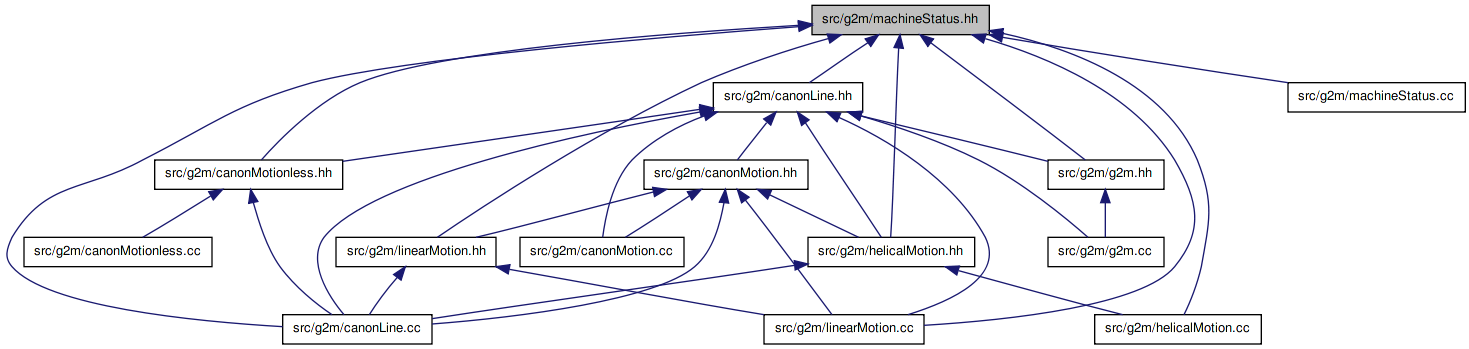 src/g2m/machineStatus.hh
src/g2m/canonLine.hh
src/g2m/machineStatus.cc
src/g2m/canonMotionless.hh
src/g2m/canonMotion.hh
src/g2m/g2m.hh
src/g2m/canonMotionless.cc
src/g2m/linearMotion.hh
src/g2m/canonMotion.cc
src/g2m/helicalMotion.hh
src/g2m/g2m.cc
src/g2m/canonLine.cc
src/g2m/linearMotion.cc
src/g2m/helicalMotion.cc